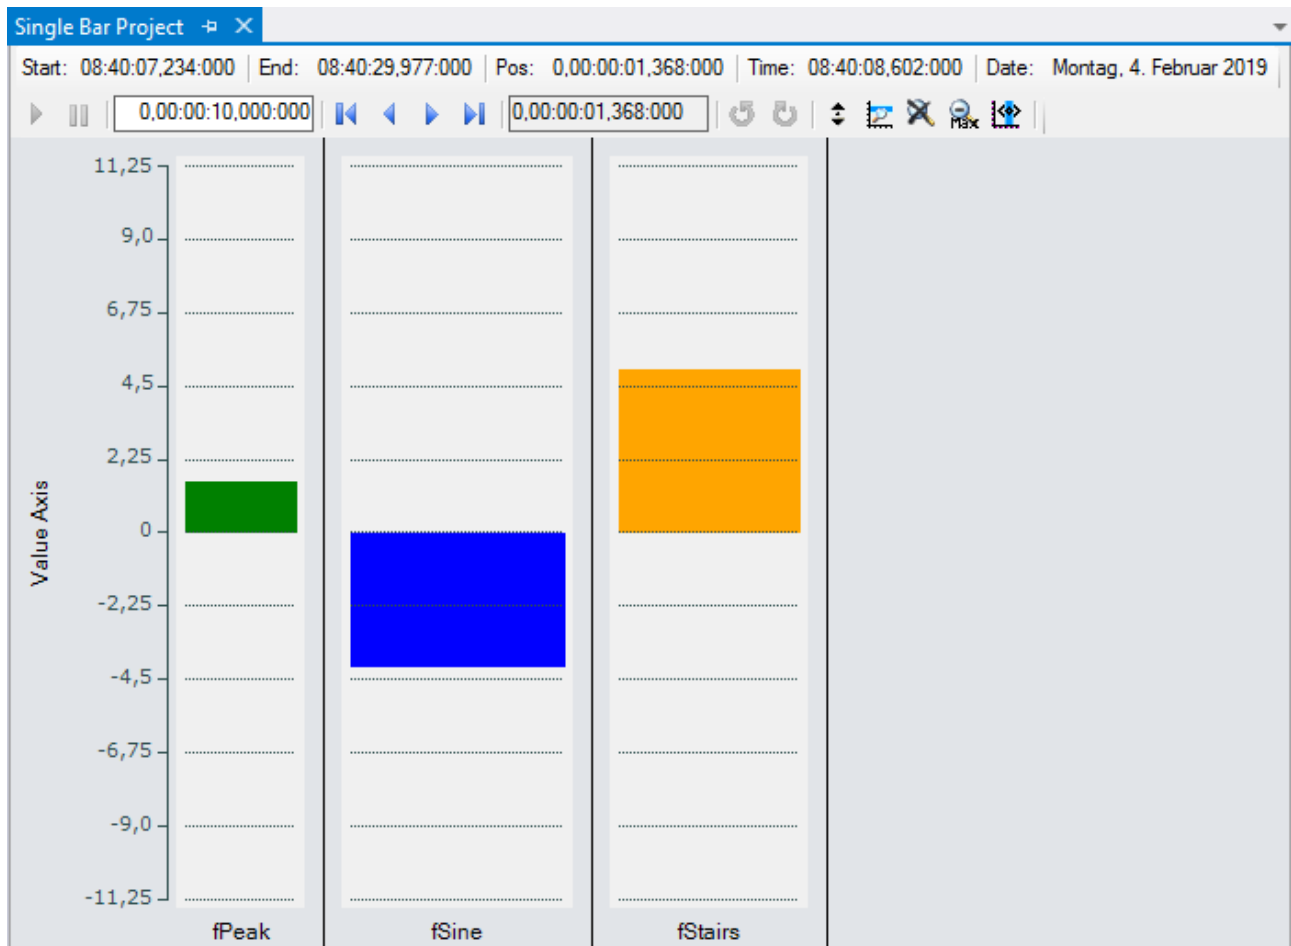 Single Bar Project
Start: 08:40:07,234:000 End: 08:40:29,977:000 Pos: 0,00:00:01,368:000 Time: 08:40:08,602:000 Date: Montag, 4. Februar 2019
0,00:00:10,000:000 0,00:00:01,368:000 Max
11,25
9,0
6,75
4,5
2,25
Value Axis
0
-2,25
-4,5
-6,75
-9,0
-11,25
fPeak fSine fStairs